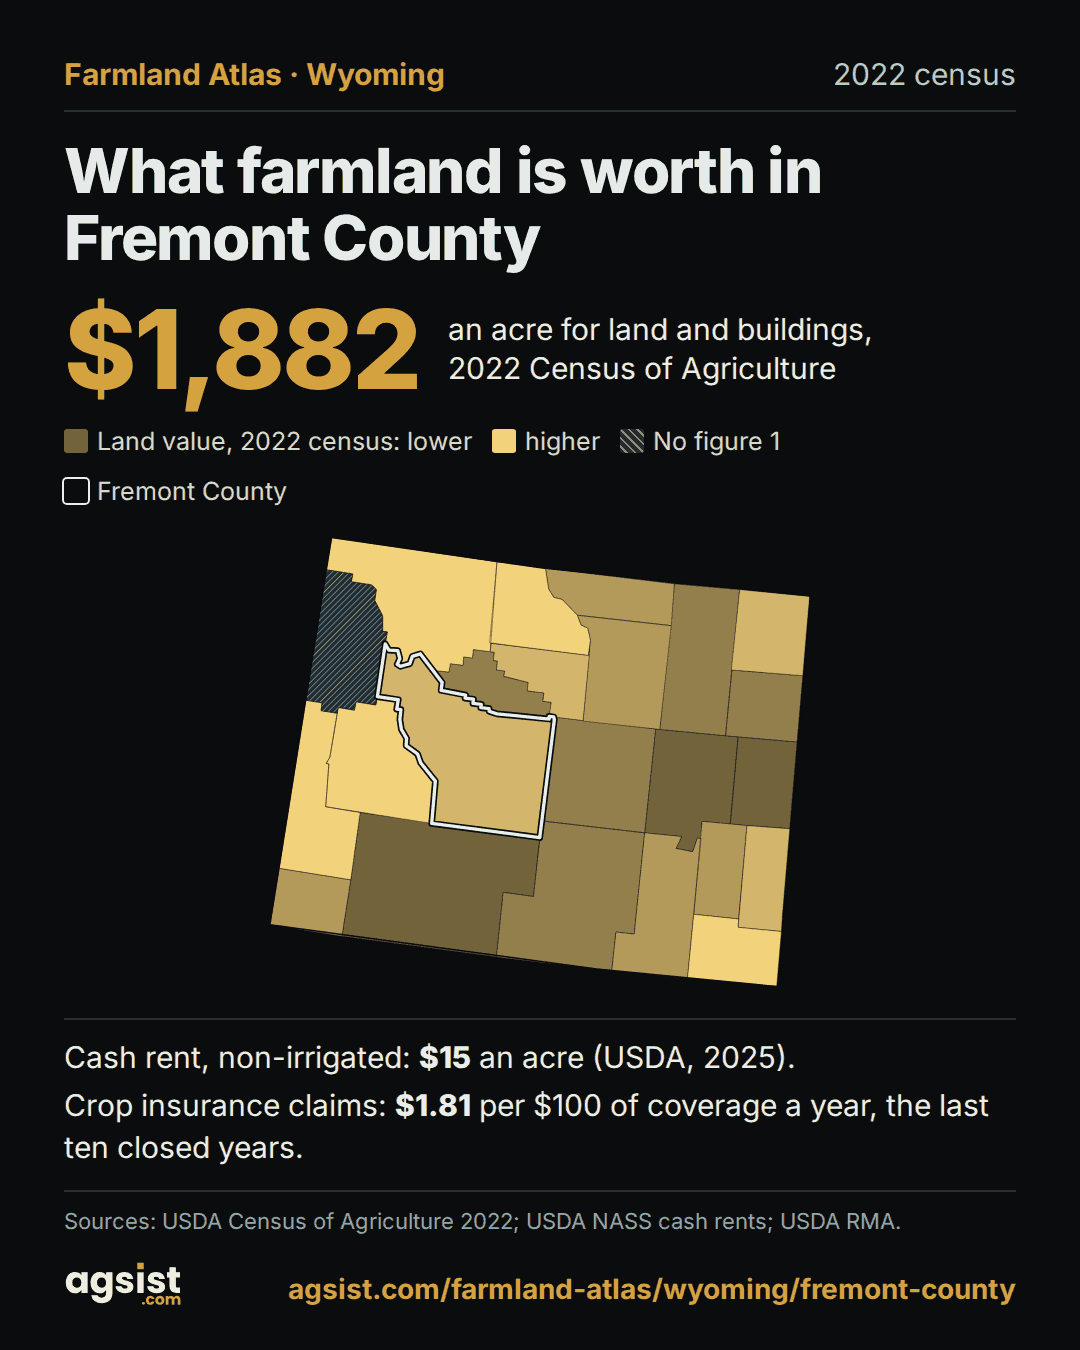 Farmland Atlas · Wyoming
2022 census
What farmland is worth in
Fremont County
$1,882
an acre for land and buildings,
2022 Census of Agriculture
Land value, 2022 census: lower
higher
No figure 1
Fremont County
Cash rent, non-irrigated: $15 an acre (USDA, 2025).
Crop insurance claims: $1.81 per $100 of coverage a year, the last
ten closed years.
Sources: USDA Census of Agriculture 2022; USDA NASS cash rents; USDA RMA.
agsist
.com
agsist.com/farmland-atlas/wyoming/fremont-county